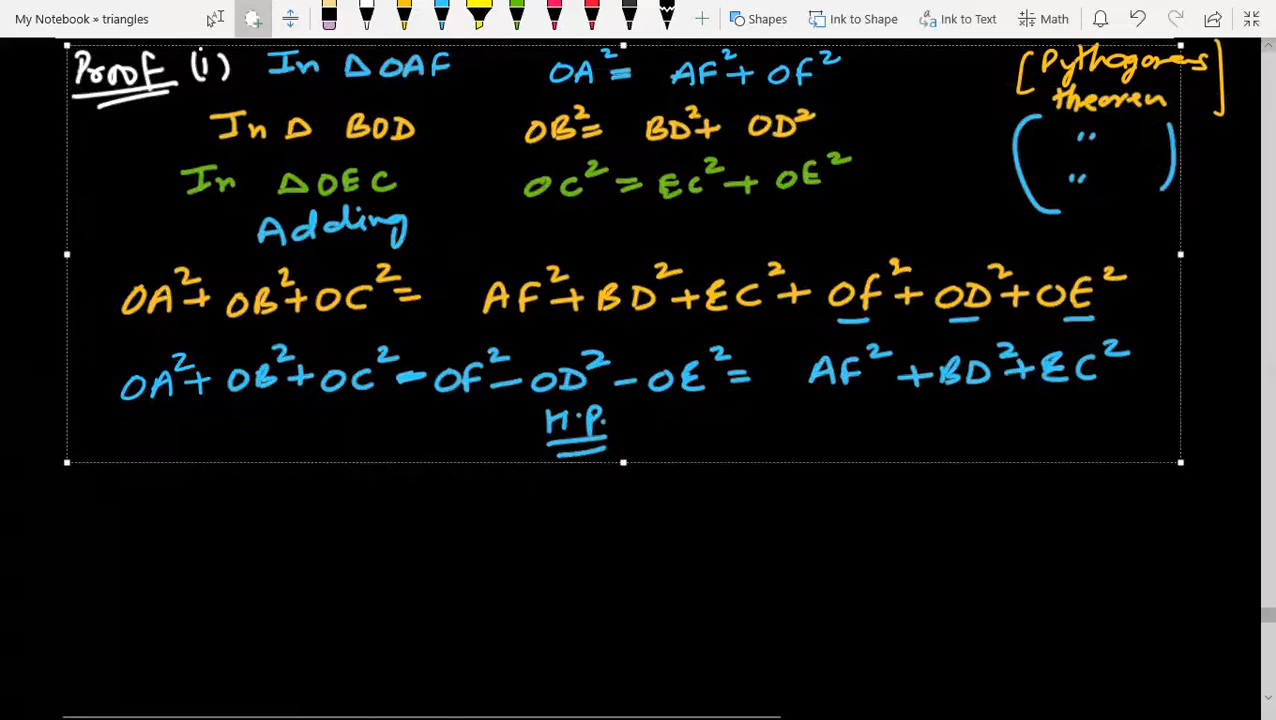 My Notebook » triangles
Shapes Ink to Shape Ink to Text Math
Proof (i) In △OAF OA²= AF²+ OF² [Pythagoras
theoren]
In △ BOD OB²= BD²+ OD² ( "
In △OEC OC²= EC²+ OE² " )
Adding
OA²+ OB²+ OC²= AF²+ BD²+EC²+ Of²+ OD²+ OE²
OA²+ OB²+ OC²- OF²- OD²- OE²= AF²+BD²+EC²
H.P.